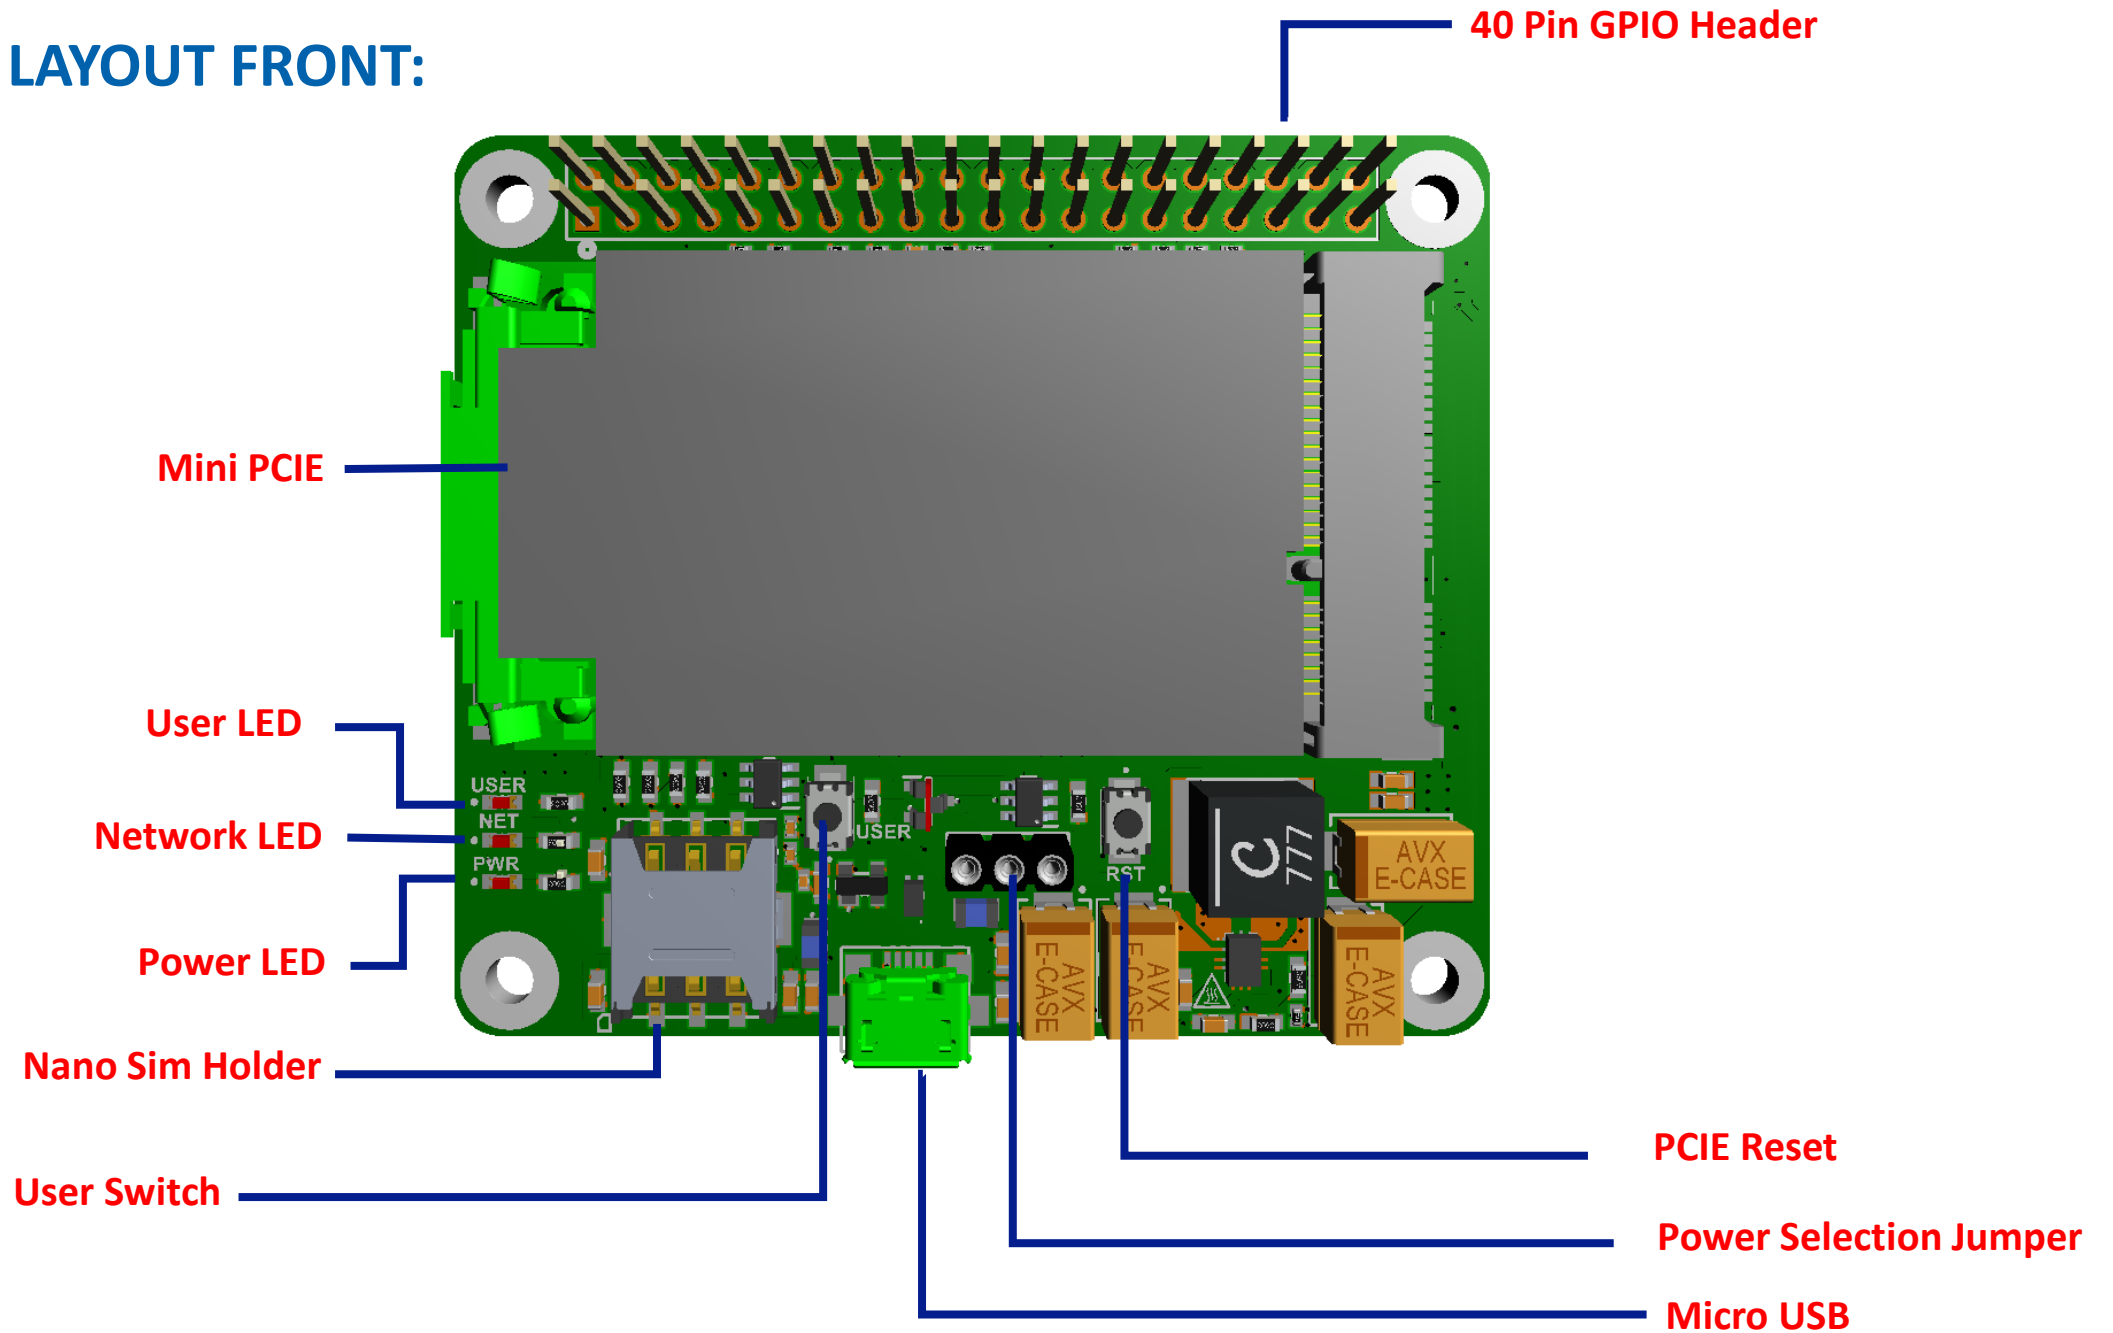 40 Pin GPIO Header
LAYOUT FRONT:
Mini PCIE
User LED
USER
NET
Network LED
PWR
USER
RST
C
777
AVX
E-CASE
Power LED
AVX
E-CASE
AVX
E-CASE
AVX
E-CASE
Nano Sim Holder
PCIE Reset
User Switch
Power Selection Jumper
Micro USB